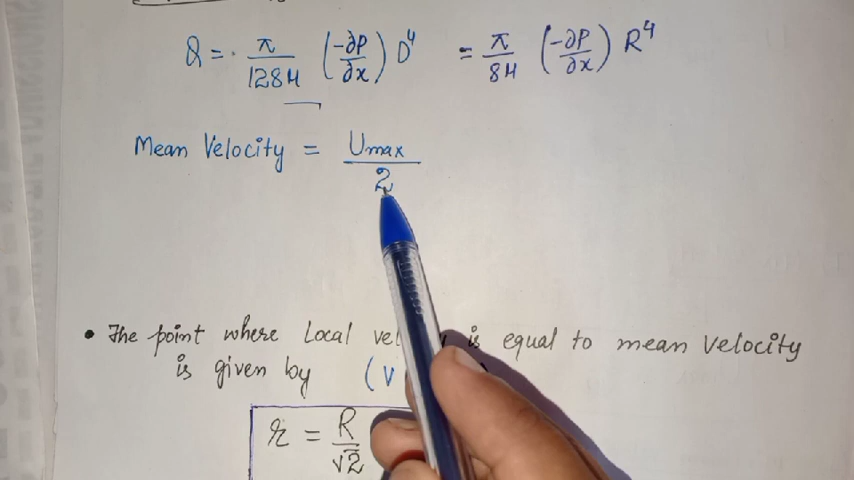 Q = π/128μ (-∂P/∂x) D⁴ = π/8μ (-∂P/∂x) R⁴
Mean Velocity = Umax/2
• The point where Local is equal to mean velocity
is given by (v
r = R/√2